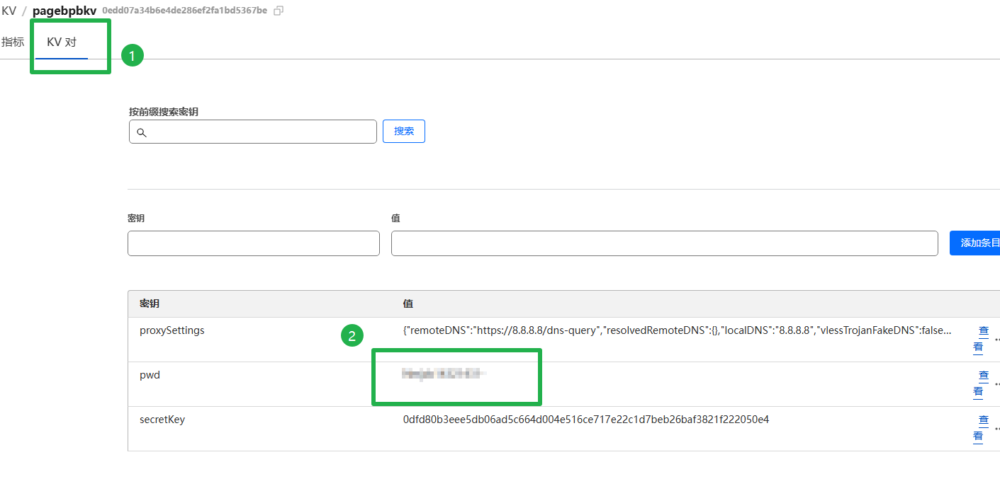 KV / pagebpbkv 0edd07a34b6e4de286ef2fa1bd5367be
指标 KV 对 1
按前缀搜索密钥
搜索
密钥 值
添加条目
密钥 值
proxySettings {"remoteDNS":"https://8.8.8.8/dns-query","resolvedRemoteDNS":{},"localDNS":"8.8.8.8","vlessTrojanFakeDNS":false... 查看
2
pwd 查看
secretKey 0dfd80b3eee5db06ad5c664d004e516ce717e22c1d7beb26baf3821f222050e4 查看